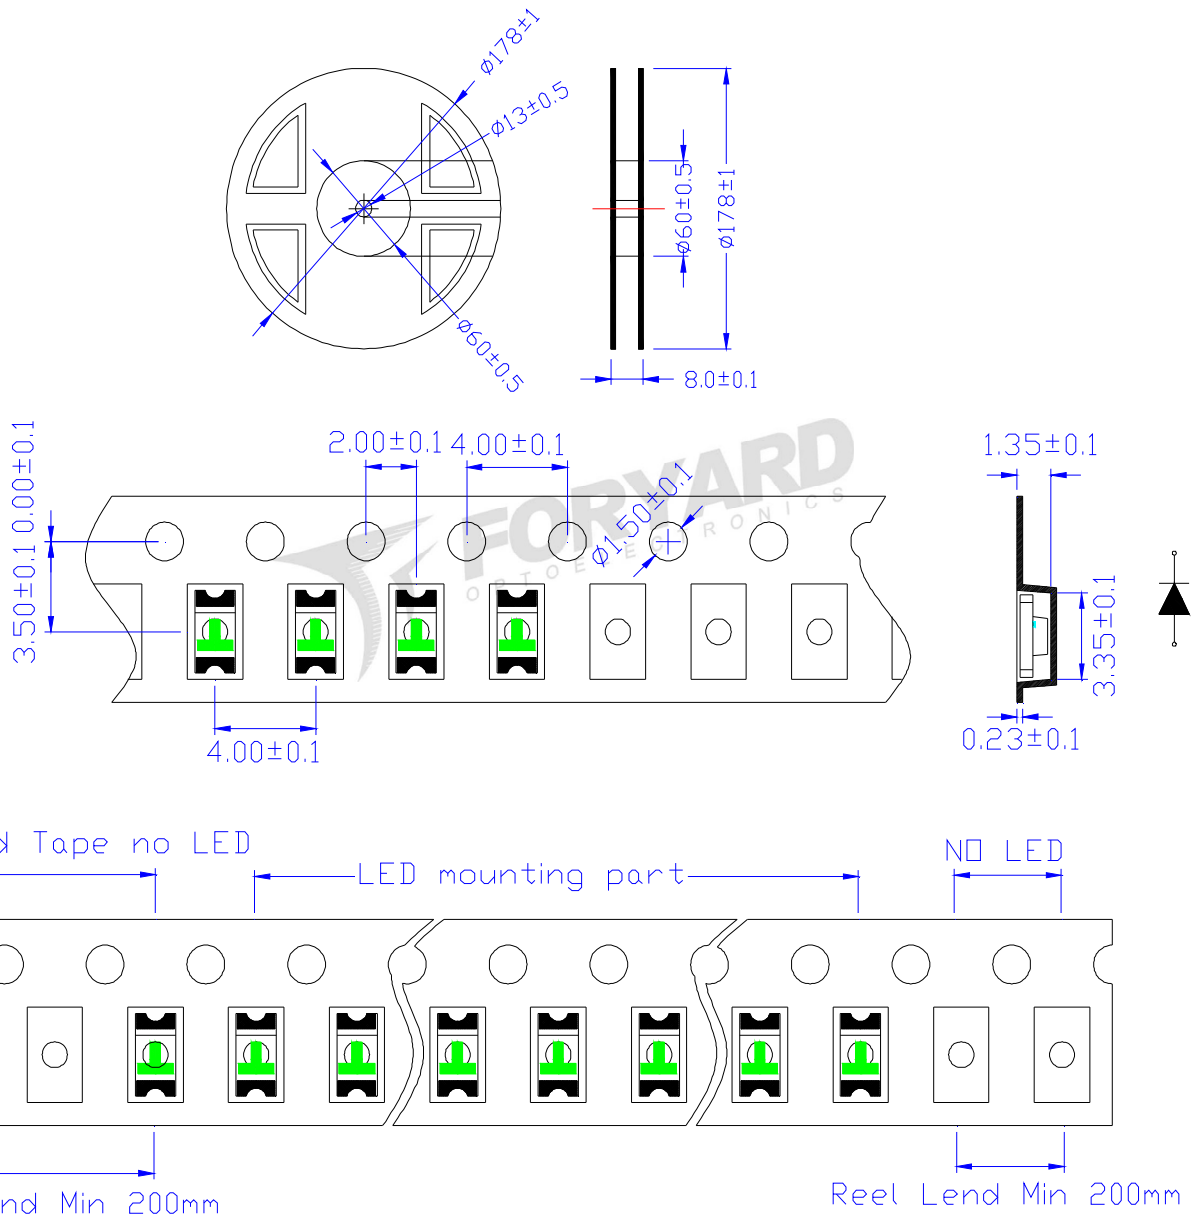 Ø178±1
Ø13±0.5
Ø60±0.5
Ø60±0.5
Ø178±1
8.0±0.1
2.00±0.1
4.00±0.1
1.35±0.1
0.00±0.1
3.50±0.1
Ø1.50±0.1
FORYARD
OPTOELECTRONICS
3.35±0.1
4.00±0.1
0.23±0.1
Tape no LED
LED mounting part
NO LED
Min 200mm
Reel Lend Min 200mm